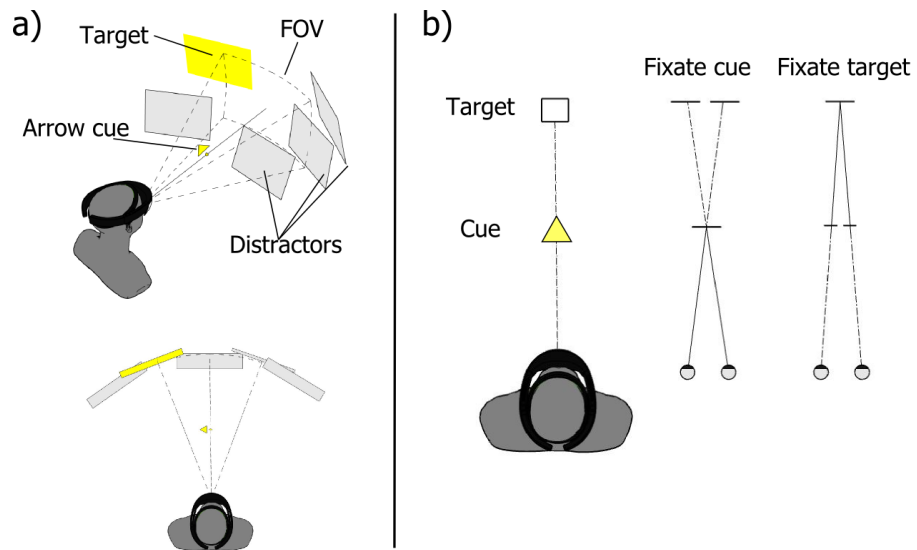 a)
Target
FOV
Arrow cue
Distractors
b)
Fixate cue
Fixate target
Target
Cue